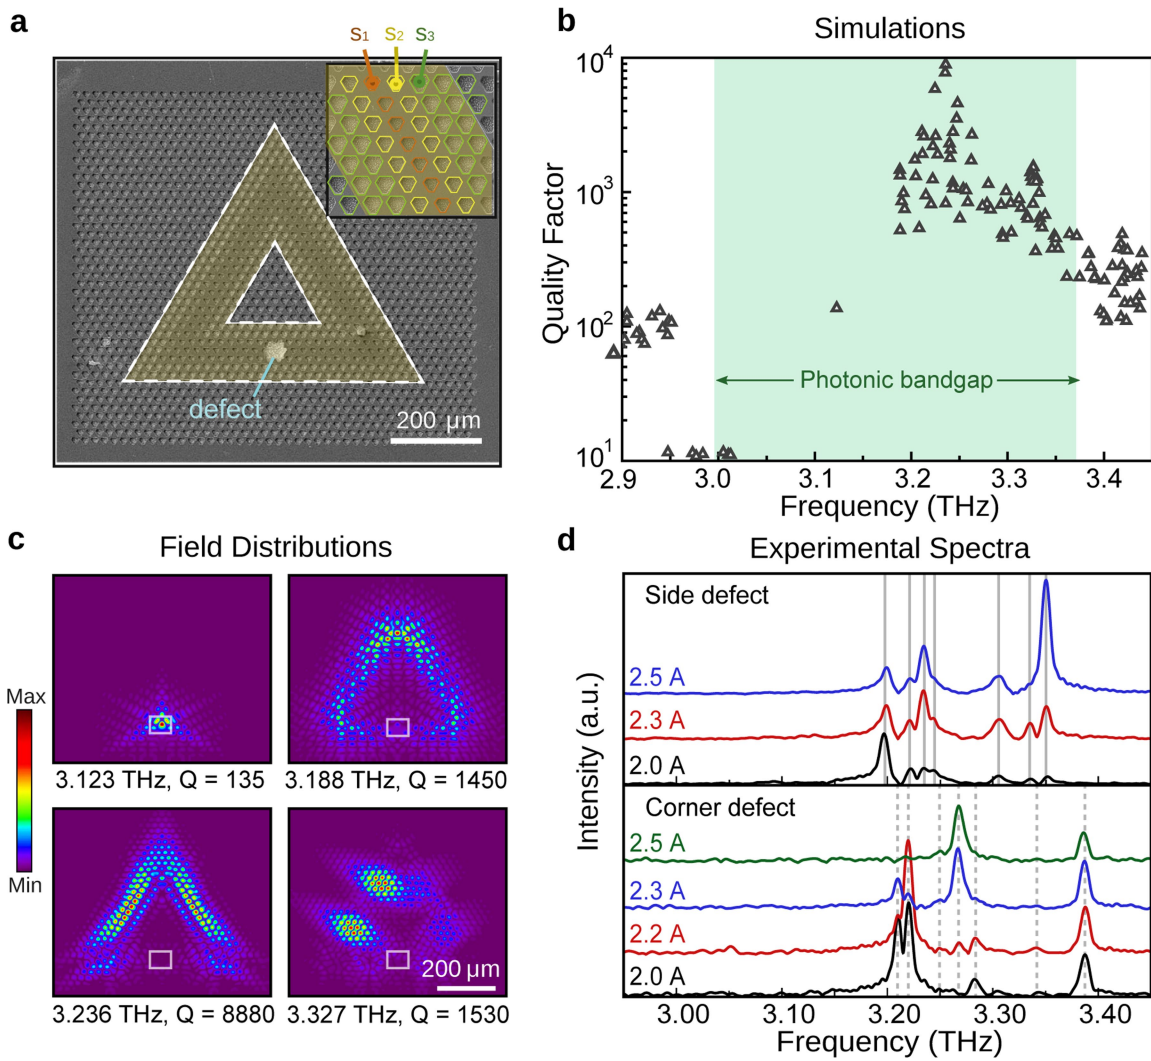 a
S1 S2 S3
defect
200 μm
b
Simulations
Quality Factor
10^4
10^3
10^2
10^1
Photonic bandgap
2.9 3.0 3.1 3.2 3.3 3.4
Frequency (THz)
c
Field Distributions
Max
Min
3.123 THz, Q = 135
3.188 THz, Q = 1450
3.236 THz, Q = 8880
3.327 THz, Q = 1530
200 μm
d
Experimental Spectra
Intensity (a.u.)
Side defect
2.5 A
2.3 A
2.0 A
Corner defect
2.5 A
2.3 A
2.2 A
2.0 A
3.00 3.10 3.20 3.30 3.40
Frequency (THz)